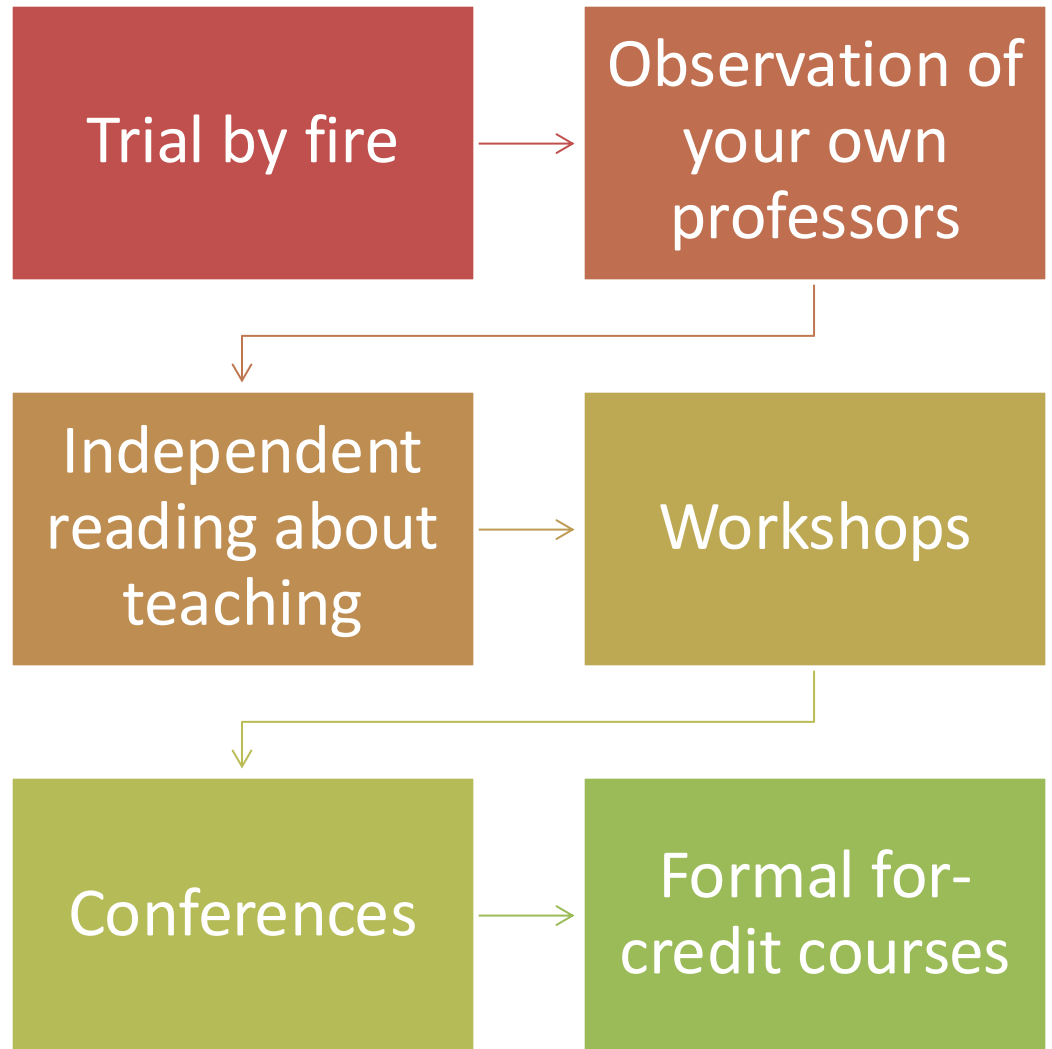 Trial by fire
Observation of
your own
professors
Independent
reading about
teaching
Workshops
Conferences
Formal for-
credit courses